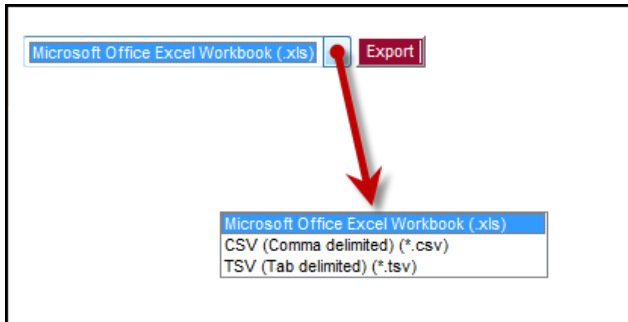 Microsoft Office Excel Workbook (.xls) Export
Microsoft Office Excel Workbook (.xls)
CSV (Comma delimited) (*.csv)
TSV (Tab delimited) (*.tsv)